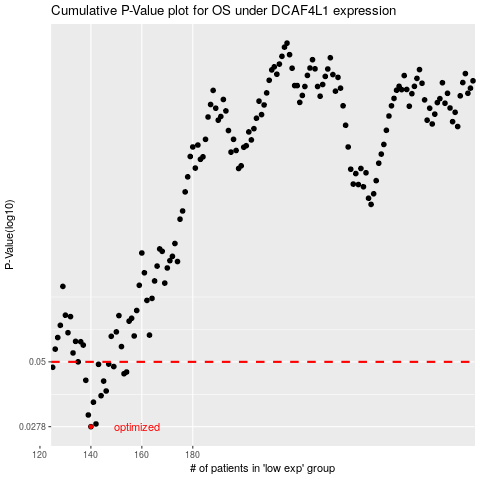 Cumulative P-Value plot for OS under DCAF4L1 expression
P-Value(log10)
0.05
0.0278
optimized
120 140 160 180
# of patients in 'low exp' group